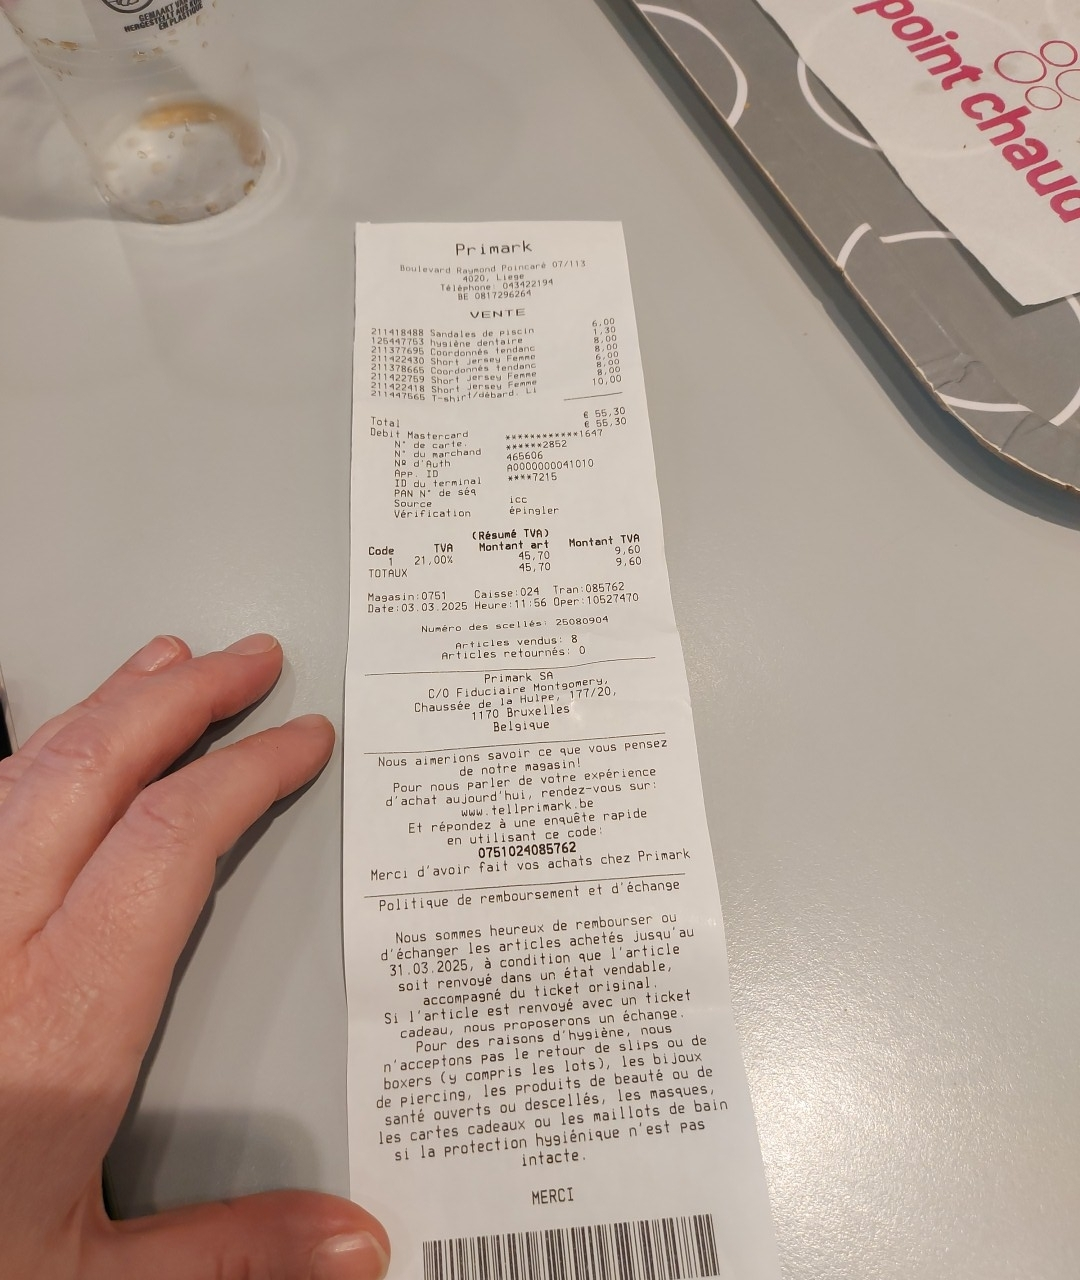 GEMAAKT VAN
HERGESTELLT AUS
EN PLASTIQUE
point chaud
Primark
Boulevard Raymond Poincaré 07/113
4020, Liege
Téléphone: 043422194
BE 0817296264
VENTE
211418488 Sandales de piscin 6,00
125447753 hygiène dentaire 1,30
211377695 Coordonnés tendanc 8,00
211422430 Short Jersey Femme 8,00
211378665 Coordonnés tendanc 6,00
211422759 Short Jersey Femme 8,00
211422418 Short Jersey Femme 8,00
211447565 T-shirt/débard. Li 10,00
Total € 55,30
Debit Mastercard € 55,30
N° de carte. ************1647
N° du marchand ******2852
Nº d'Auth 465606
App. ID A0000000041010
ID du terminal ****7215
PAN N° de séq
Source icc
Vérification épingler
(Résumé TVA)
Code TVA Montant art Montant TVA
1 21,00% 45,70 9,60
TOTAUX 45,70 9,60
Magasin:0751 Caisse:024 Tran:085762
Date:03.03.2025 Heure:11:56 Oper:10527470
Numéro des scellés: 25080904
Articles vendus: 8
Articles retournés: 0
Primark SA
C/O Fiduciaire Montgomery,
Chaussée de la Hulpe, 177/20,
1170 Bruxelles
Belgique
Nous aimerions savoir ce que vous pensez
de notre magasin!
Pour nous parler de votre expérience
d'achat aujourd'hui, rendez-vous sur:
www.tellprimark.be
Et répondez à une enquête rapide
en utilisant ce code:
0751024085762
Merci d'avoir fait vos achats chez Primark
Politique de remboursement et d'échange
Nous sommes heureux de rembourser ou
d'échanger les articles achetés jusqu'au
31.03.2025, à condition que l'article
soit renvoyé dans un état vendable,
accompagné du ticket original.
Si l'article est renvoyé avec un ticket
cadeau, nous proposerons un échange.
Pour des raisons d'hygiène, nous
n'acceptons pas le retour de slips ou de
boxers (y compris les lots), les bijoux
de piercing, les produits de beauté ou de
santé ouverts ou descellés, les masques,
les cartes cadeaux ou les maillots de bain
si la protection hygiénique n'est pas
intacte.
MERCI